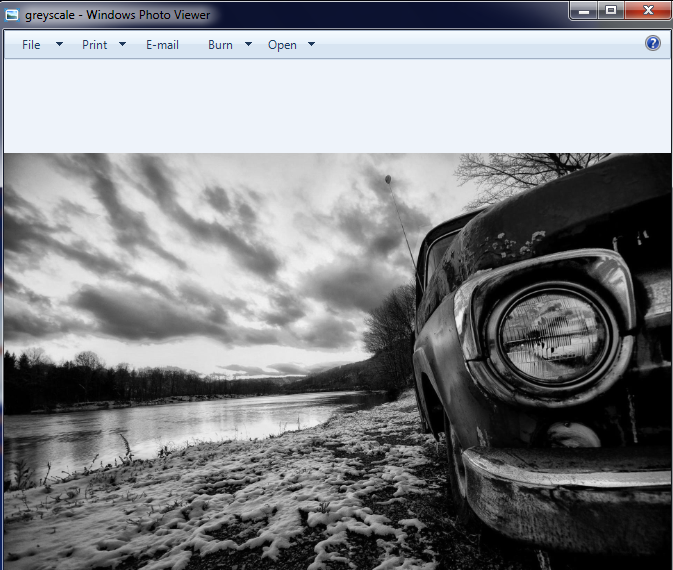 greyscale - Windows Photo Viewer
File Print E-mail Burn Open ?